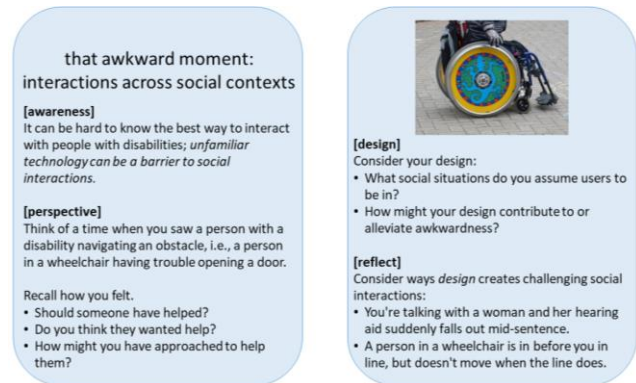 that awkward moment:
interactions across social contexts
[awareness]
It can be hard to know the best way to interact
with people with disabilities; unfamiliar
technology can be a barrier to social
interactions.
[perspective]
Think of a time when you saw a person with a
disability navigating an obstacle, i.e., a person
in a wheelchair having trouble opening a door.
Recall how you felt.
• Should someone have helped?
• Do you think they wanted help?
• How might you have approached to help
them?
[design]
Consider your design:
• What social situations do you assume users to
be in?
• How might your design contribute to or
alleviate awkwardness?
[reflect]
Consider ways design creates challenging social
interactions:
• You're talking with a woman and her hearing
aid suddenly falls out mid-sentence.
• A person in a wheelchair is in before you in
line, but doesn't move when the line does.